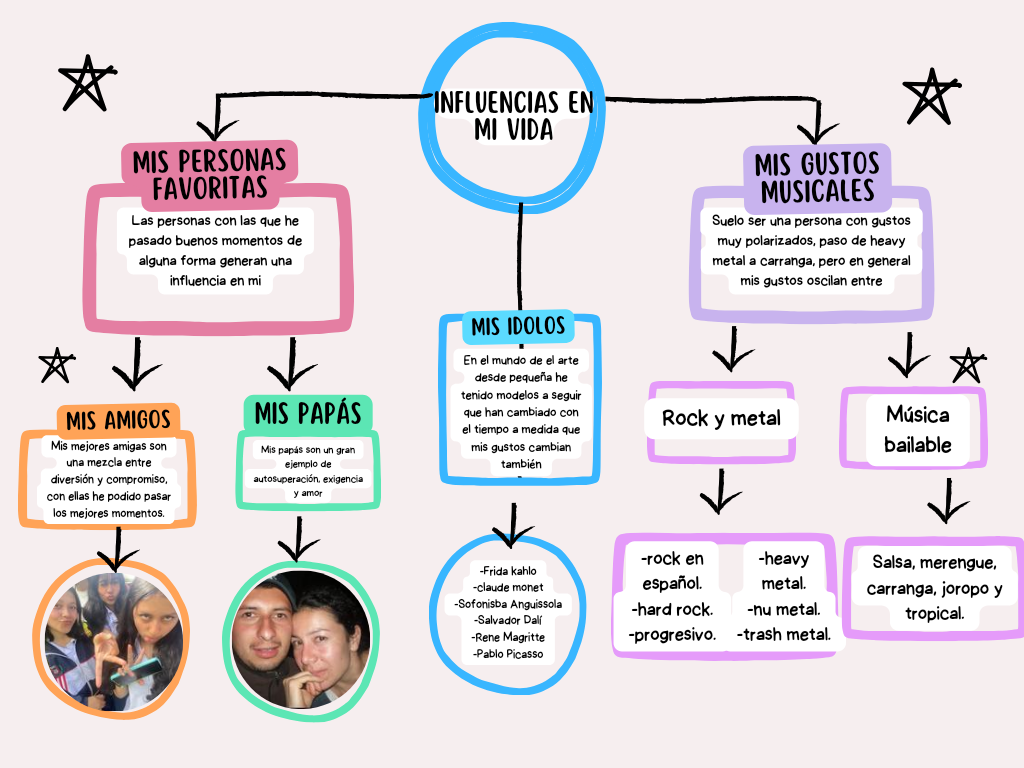 INFLUENCIAS EN
MI VIDA
MIS PERSONAS
FAVORITAS
Las personas con las que he
pasado buenos momentos de
alguna forma generan una
influencia en mi
MIS GUSTOS
MUSICALES
Suelo ser una persona con gustos
muy polarizados, paso de heavy
metal a carranga, pero en general
mis gustos oscilan entre
MIS IDOLOS
En el mundo de el arte
desde pequeña he
tenido modelos a seguir
que han cambiado con
el tiempo a medida que
mis gustos cambian
también
MIS AMIGOS
Mis mejores amigas son
una mezcla entre
diversión y compromiso,
con ellas he podido pasar
los mejores momentos.
MIS PAPÁS
Mis papás son un gran
ejemplo de
autosuperación, exigencia
y amor
Rock y metal
Música
bailable
-Frida kahlo
-claude monet
-Sofonisba Anguissola
-Salvador Dalí
-Rene Magritte
-Pablo Picasso
-rock en
español.
-hard rock.
-progresivo.
-heavy
metal.
-nu metal.
-trash metal.
Salsa, merengue,
carranga, joropo y
tropical.